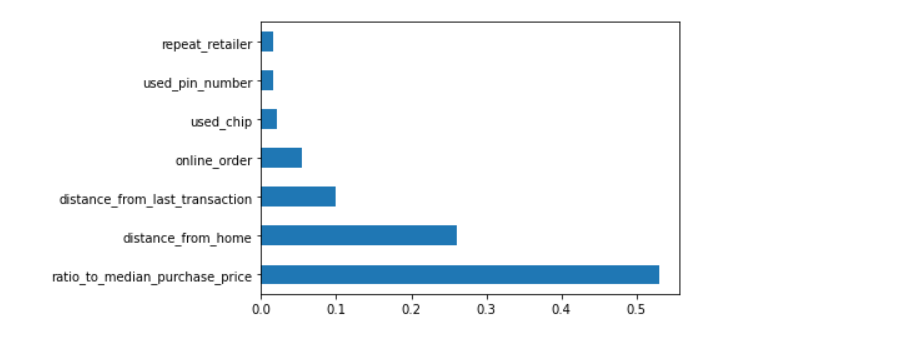 repeat_retailer
used_pin_number
used_chip
online_order
distance_from_last_transaction
distance_from_home
ratio_to_median_purchase_price
0.0 0.1 0.2 0.3 0.4 0.5